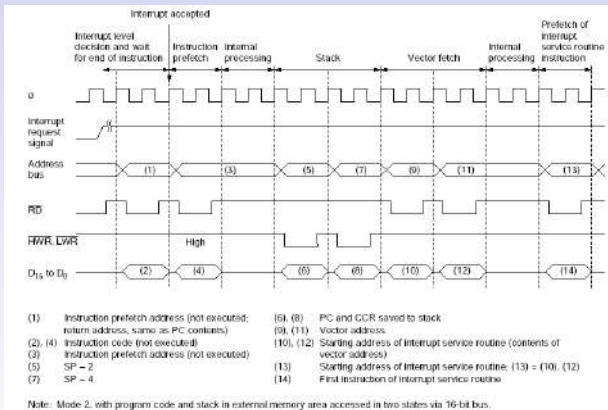 Interrupt accepted
Interrupt level
decision and wait
for end of instruction
Instruction
prefetch
Internal
processing
Stack
Vector fetch
Internal
processing
Prefetch of
interrupt
service routine
instruction
ø
Interrupt
request
signal
Address
bus
(1)
(3)
(5)
(7)
(9)
(11)
(13)
RD
HWR, LWR
High
D15 to D0
(2)
(4)
(6)
(8)
(10)
(12)
(14)
(1) Instruction prefetch address (not executed;
return address, same as PC contents)
(2), (4) Instruction code (not executed)
(3) Instruction prefetch address (not executed)
(5) SP – 2
(7) SP – 4
(6), (8) PC and CCR saved to stack
(9), (11) Vector address
(10), (12) Starting address of interrupt service routine (contents of
vector address)
(13) Starting address of interrupt service routine; (13) = (10), (12)
(14) First instruction of interrupt service routine
Note: Mode 2, with program code and stack in external memory area accessed in two states via 16-bit bus.